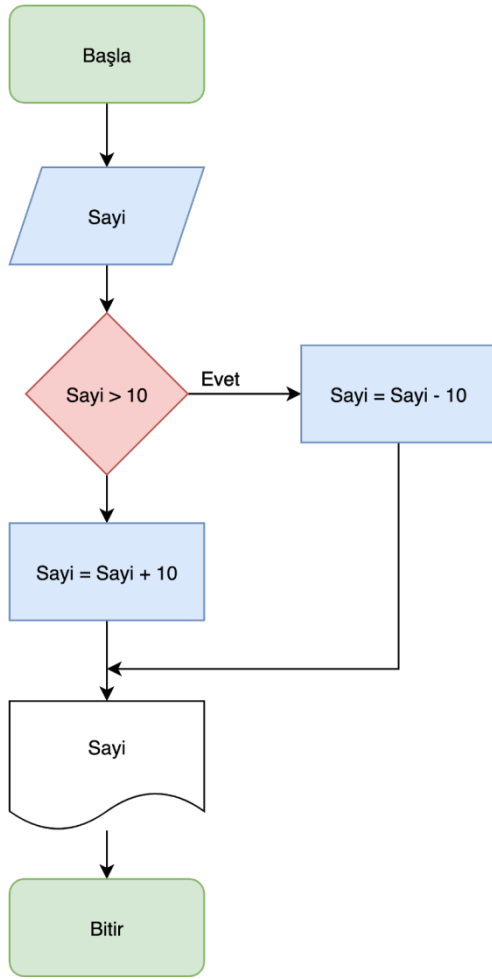 Başla
Sayi
Sayi > 10
Evet
Sayi = Sayi - 10
Sayi = Sayi + 10
Sayi
Bitir